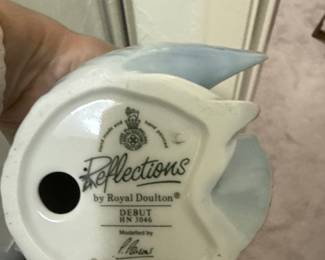 Reflections
by Royal Doulton®
DEBUT
HN 3046
Modelled by